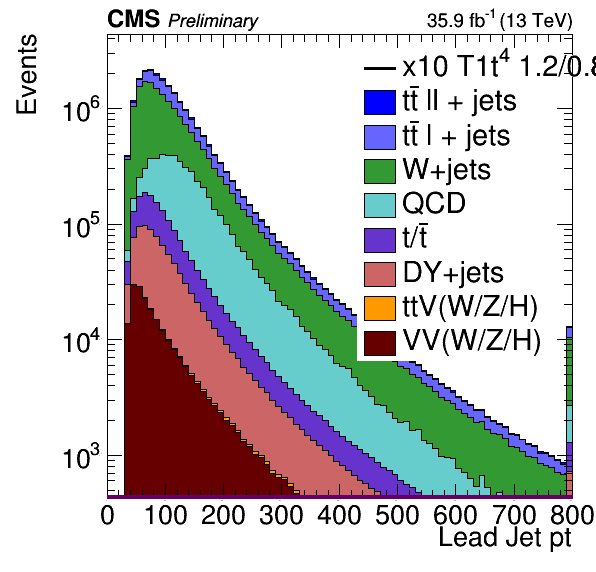 CMS Preliminary 35.9 fb⁻¹ (13 TeV)
Events
x10 T1t⁴ 1.2/0.8
tt̄ ll + jets
tt̄ l + jets
W+jets
QCD
t/t̄
DY+jets
ttV(W/Z/H)
VV(W/Z/H)
10⁶
10⁵
10⁴
10³
0 100 200 300 400 500 600 700 800
Lead Jet pt